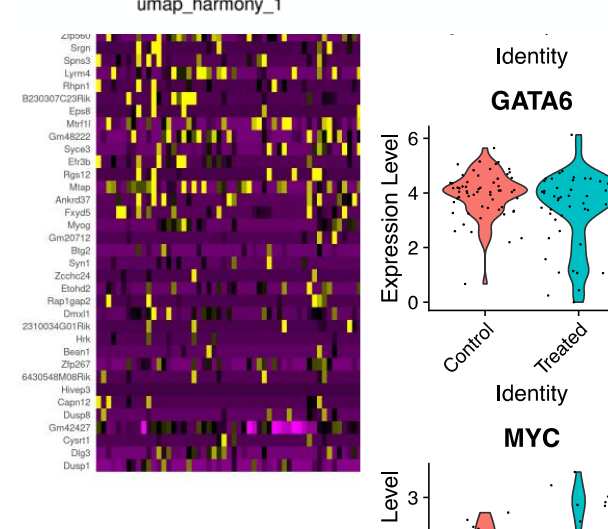 umap_harmony_1
Zfp560
Srgn
Spns3
Lyrm4
Rhpn1
B230307C23Rik
Eps8
Mtrf1l
Gm48222
Syce3
Efr3b
Rgs12
Mtap
Ankrd37
Fxyd5
Myog
Gm20712
Btg2
Syn1
Zcchc24
Etohd2
Rap1gap2
Dmxl1
2310034G01Rik
Hrk
Bean1
Zfp267
6430548M08Rik
Hivep3
Capn12
Dusp8
Gm42427
Cysrt1
Dlg3
Dusp1
Identity
GATA6
Expression Level
6
4
2
0
Control
Treated
Identity
MYC
Level
3